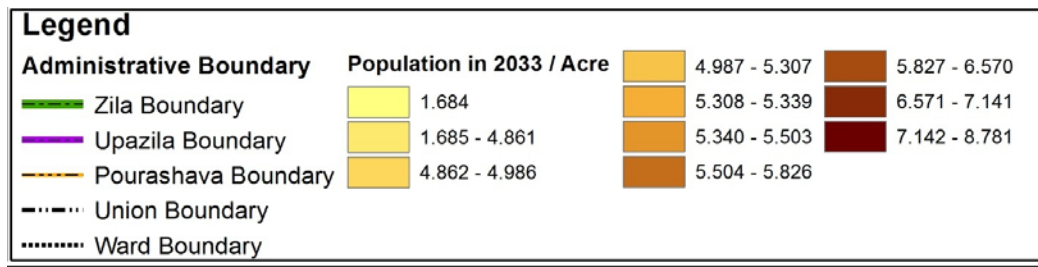 Legend
Administrative Boundary
Zila Boundary
Upazila Boundary
Pourashava Boundary
Union Boundary
Ward Boundary
Population in 2033 / Acre
1.684
1.685 - 4.861
4.862 - 4.986
4.987 - 5.307
5.308 - 5.339
5.340 - 5.503
5.504 - 5.826
5.827 - 6.570
6.571 - 7.141
7.142 - 8.781